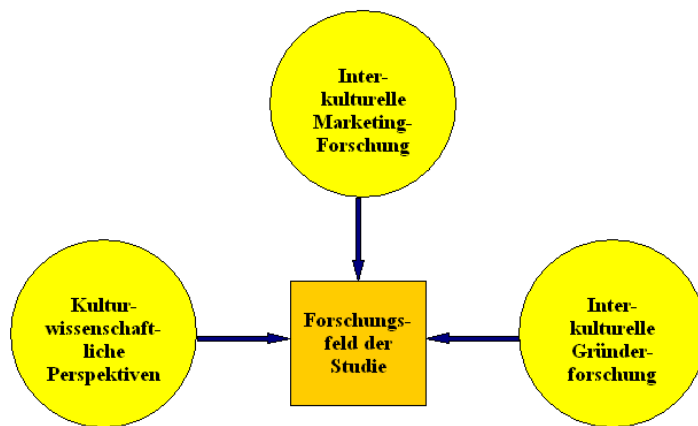 Inter-
kulturelle
Marketing-
Forschung
Kultur-
wissenschaft-
liche
Perspektiven
Forschungs-
feld der
Studie
Inter-
kulturelle
Gründer-
forschung